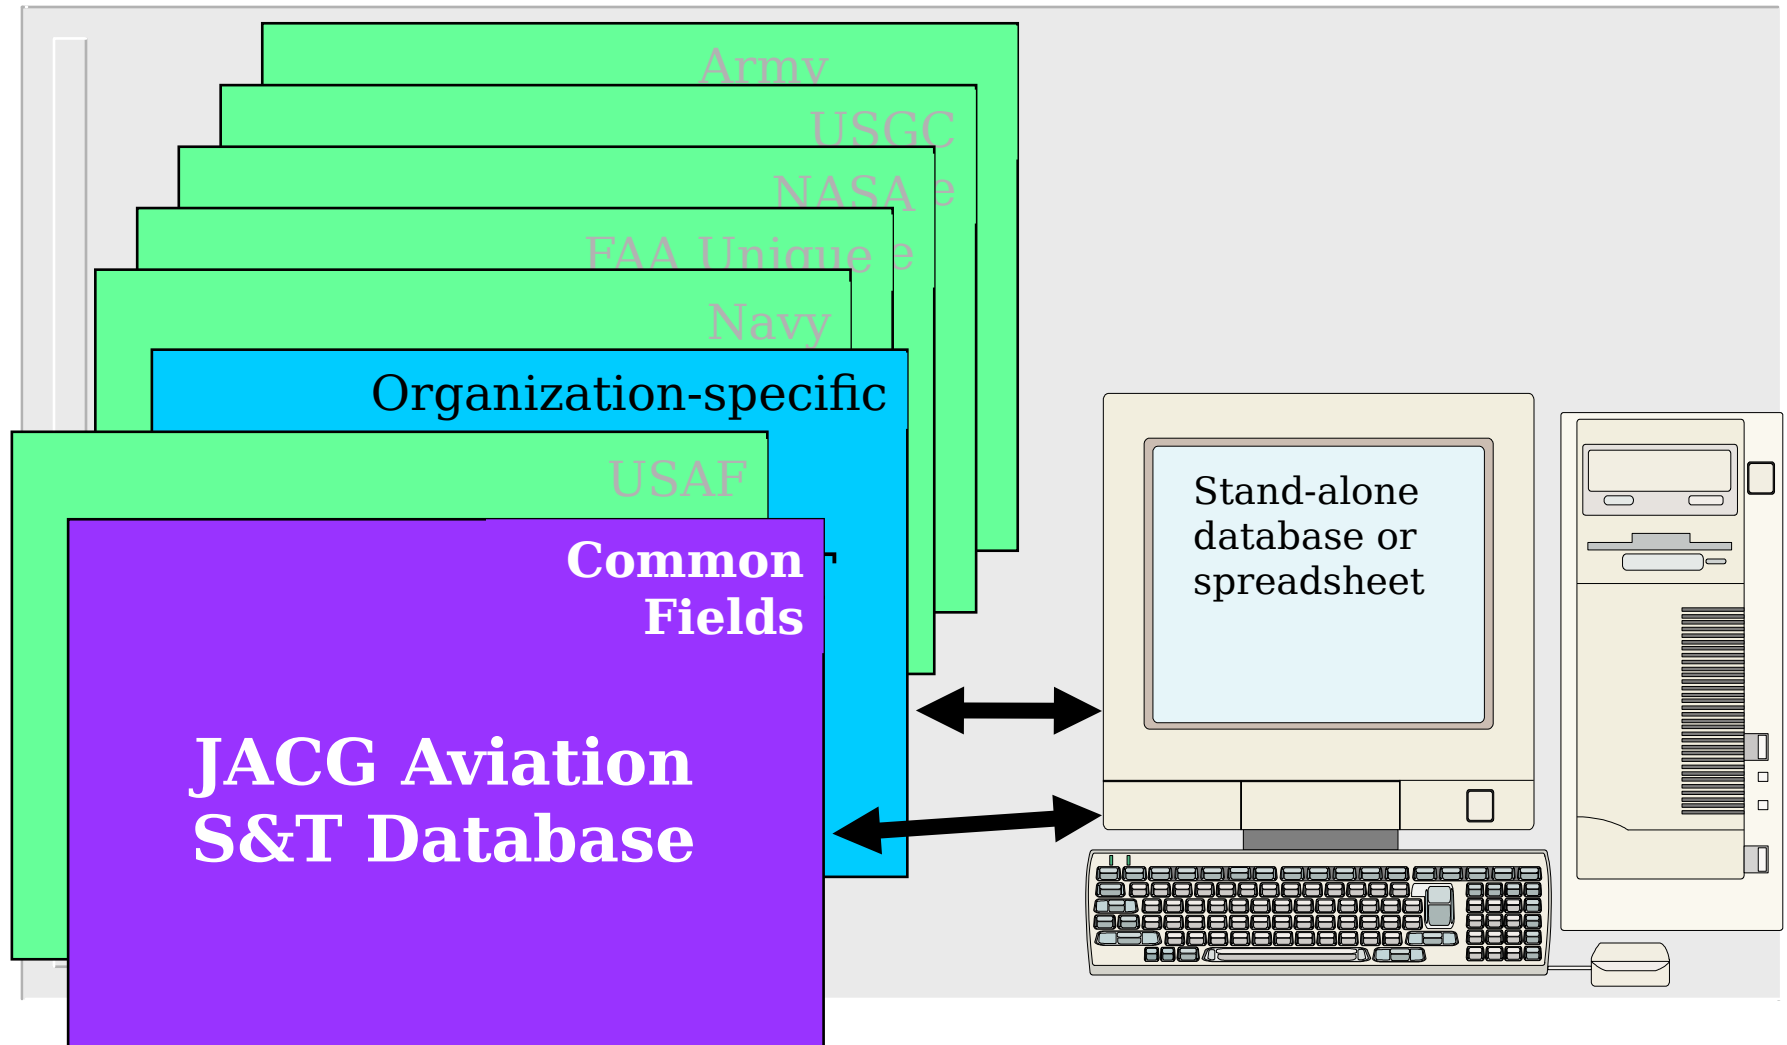 Army
USGC
NASA e
FAA Unique e
Navy
Organization-specific
USAF
Common
Fields
JACG Aviation
S&T Database
Stand-alone
database or
spreadsheet